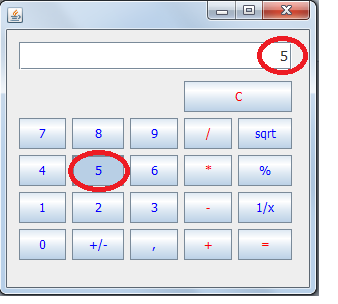 5
C
7 8 9 / sqrt
4 5 6 * %
1 2 3 - 1/x
0 +/- , + =